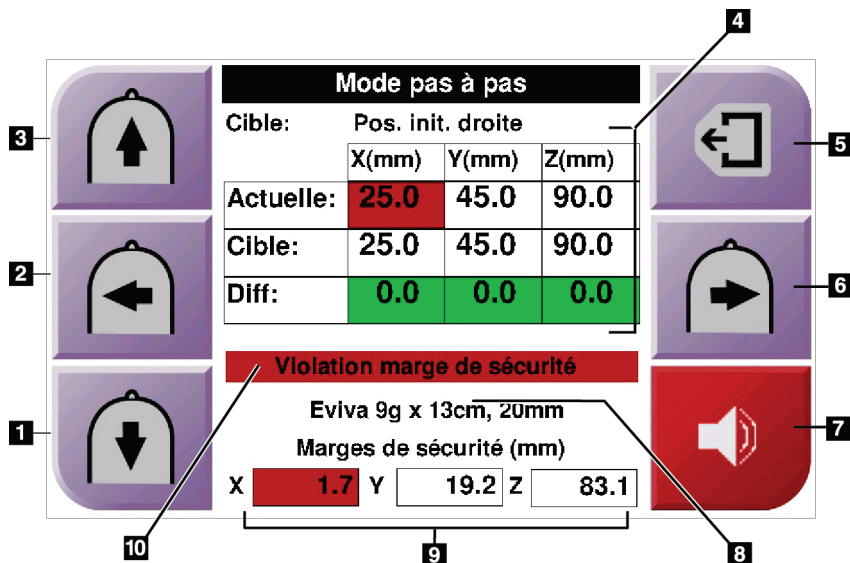 4
Mode pas à pas
Cible: Pos. init. droite
3
5
X(mm) Y(mm) Z(mm)
Actuelle: 25.0 45.0 90.0
Cible: 25.0 45.0 90.0
2
6
Diff: 0.0 0.0 0.0
Violation marge de sécurité
Eviva 9g x 13cm, 20mm
1
7
Marges de sécurité (mm)
X 1.7 Y 19.2 Z 83.1
10
9
8